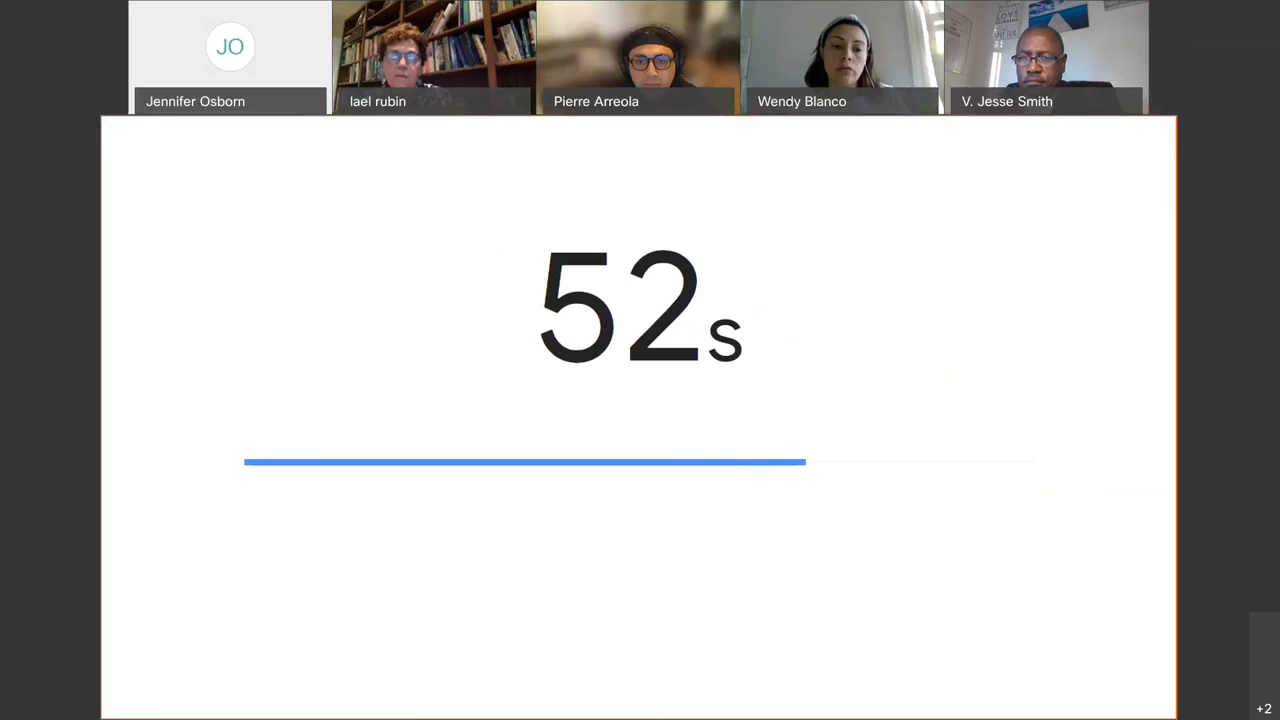 JO
Jennifer Osborn
lael rubin
Pierre Arreola
Wendy Blanco
V. Jesse Smith
52s
+2